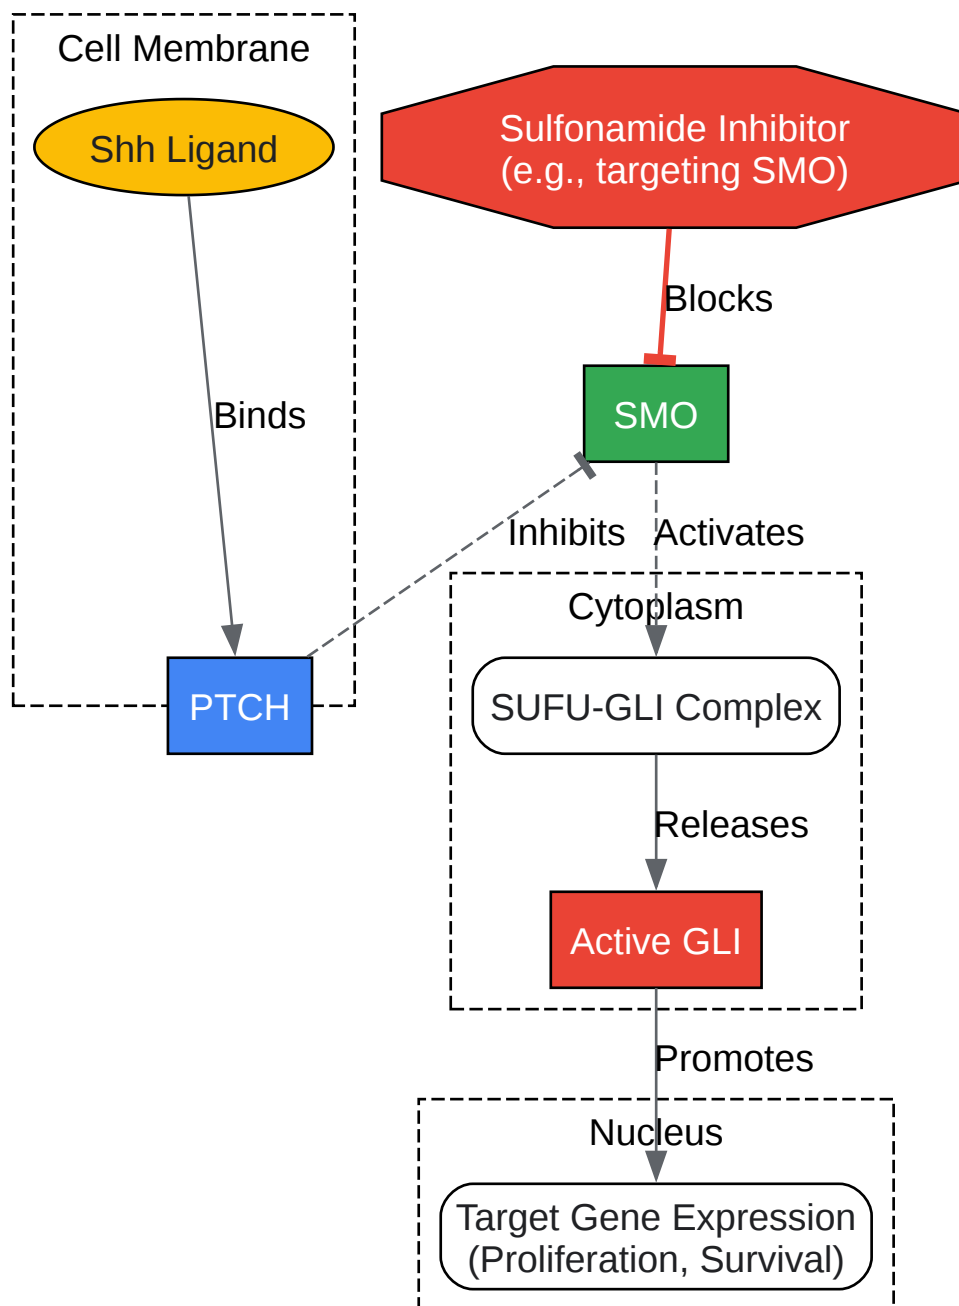 Cell Membrane
Shh Ligand
Sulfonamide Inhibitor
(e.g., targeting SMO)
Blocks
Binds
SMO
Inhibits
Activates
Cytoplasm
PTCH
SUFU-GLI Complex
Releases
Active GLI
Promotes
Nucleus
Target Gene Expression
(Proliferation, Survival)